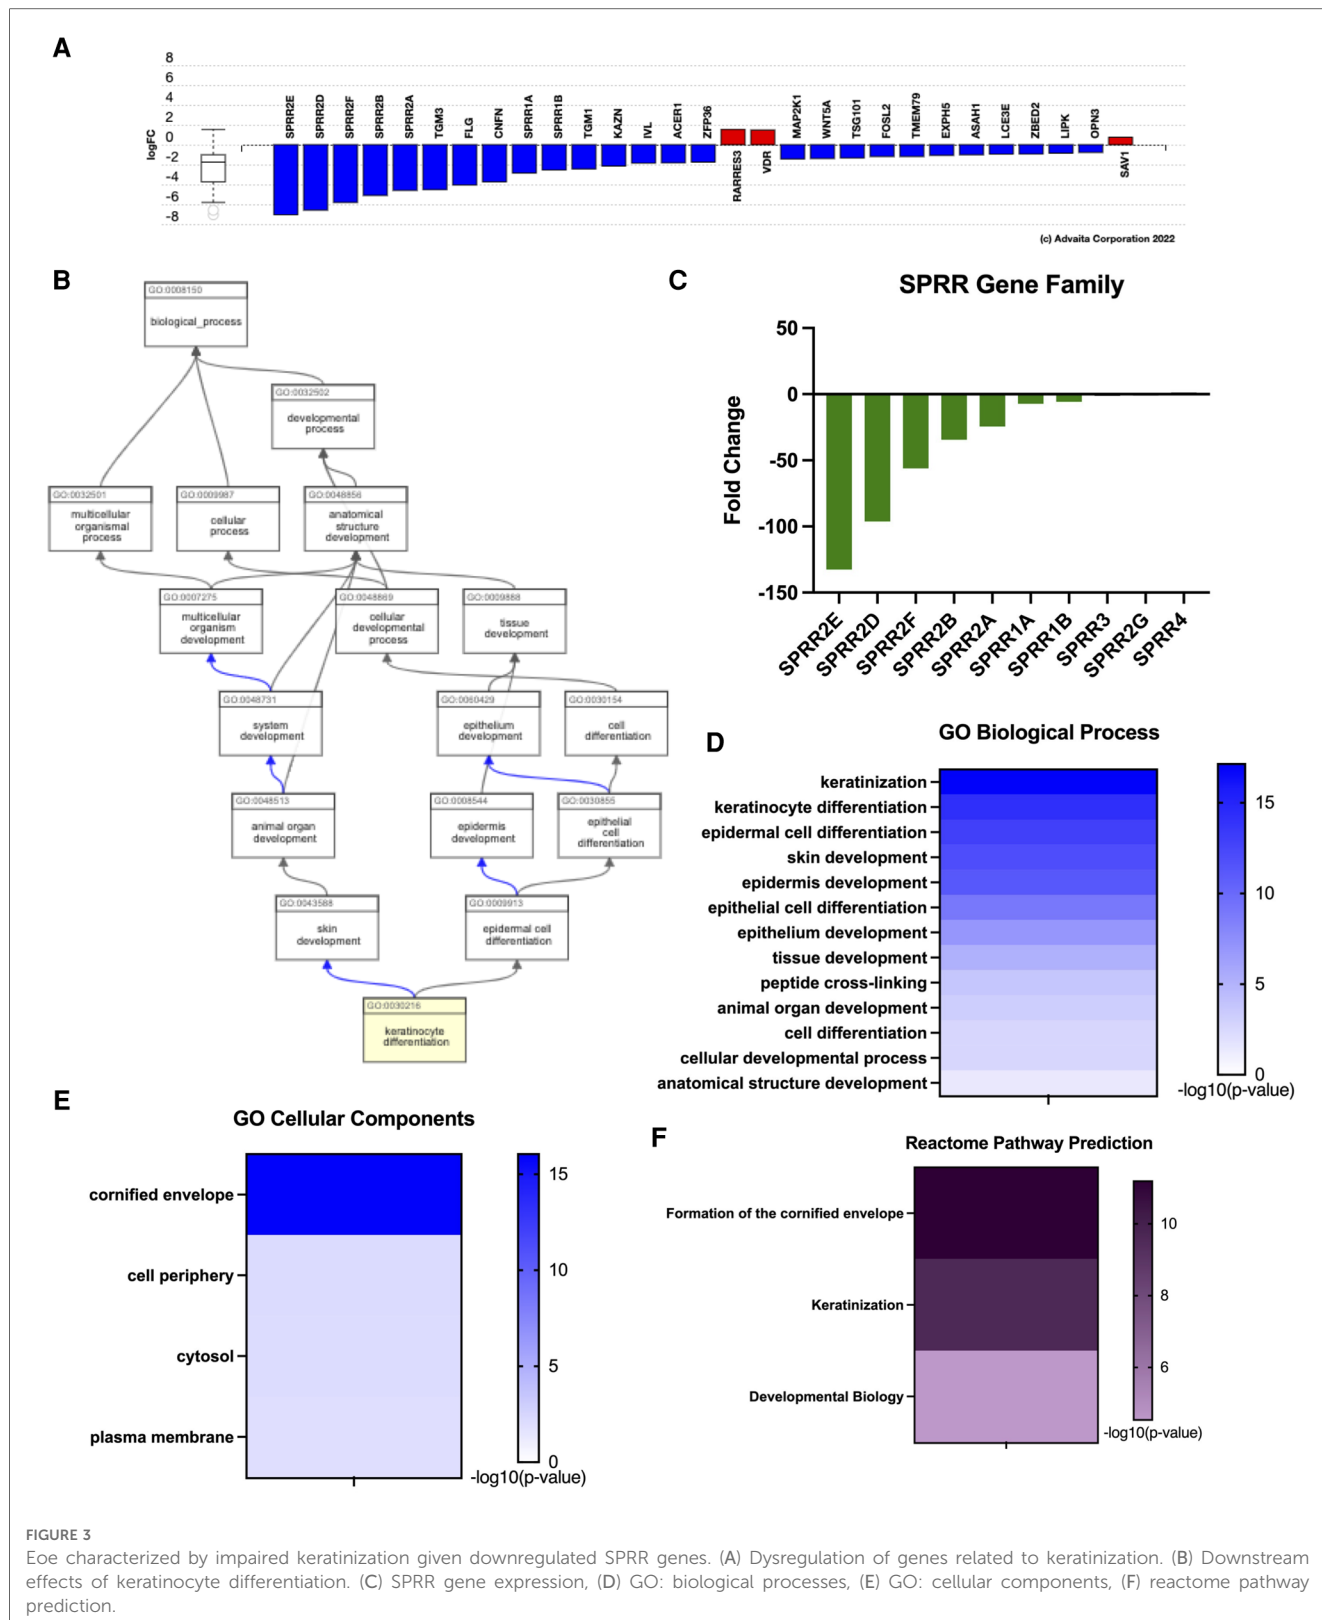 A
8
6
4
2
0
-2
-4
-6
-8
logFC
SPRR2E
SPRR2D
SPRR2F
SPRR2B
SPRR2A
TGM3
FLG
CNFN
SPRR1A
SPRR1B
TGM1
KAZN
IVL
ACER1
ZFP36
RARRES3
VDR
MAP2K1
WNT5A
TSG101
FOSL2
TMEM79
EXPH5
ASAH1
LCE3E
ZBED2
LIPK
OPN3
SAV1
(c) Advaita Corporation 2022
B
GO:0008150
biological_process
GO:0032502
developmental
process
GO:0032501
multicellular
organismal
process
GO:0009987
cellular
process
GO:0048856
anatomical
structure
development
GO:0007275
multicellular
organism
development
GO:0048869
cellular
developmental
process
GO:0009888
tissue
development
GO:0048731
system
development
GO:0060429
epithelium
development
GO:0030154
cell
differentiation
GO:0048513
animal organ
development
GO:0008544
epidermis
development
GO:0030855
epithelial
cell
differentiation
GO:0043588
skin
development
GO:0009913
epidermal cell
differentiation
GO:0030216
keratinocyte
differentiation
C
SPRR Gene Family
Fold Change
50
0
-50
-100
-150
SPRR2E
SPRR2D
SPRR2F
SPRR2B
SPRR2A
SPRR1A
SPRR1B
SPRR3
SPRR2G
SPRR4
D
GO Biological Process
keratinization
keratinocyte differentiation
epidermal cell differentiation
skin development
epidermis development
epithelial cell differentiation
epithelium development
tissue development
peptide cross-linking
animal organ development
cell differentiation
cellular developmental process
anatomical structure development
15
10
5
0
-log10(p-value)
E
GO Cellular Components
cornified envelope
cell periphery
cytosol
plasma membrane
15
10
5
0
-log10(p-value)
F
Reactome Pathway Prediction
Formation of the cornified envelope
Keratinization
Developmental Biology
10
8
6
-log10(p-value)
FIGURE 3
Eoe characterized by impaired keratinization given downregulated SPRR genes. (A) Dysregulation of genes related to keratinization. (B) Downstream
effects of keratinocyte differentiation. (C) SPRR gene expression, (D) GO: biological processes, (E) GO: cellular components, (F) reactome pathway
prediction.